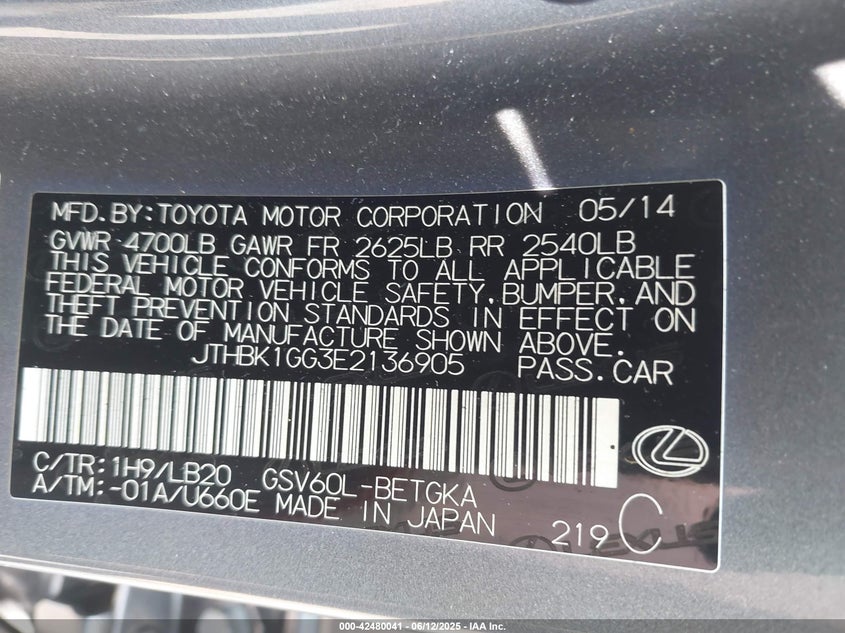 MFD.BY:TOYOTA MOTOR CORPORATION 05/14
GVWR 4700LB GAWR FR 2625LB RR 2540LB
THIS VEHICLE CONFORMS TO ALL APPLICABLE
FEDERAL MOTOR VEHICLE SAFETY,BUMPER,AND
THEFT PREVENTION STANDARDS IN EFFECT ON
THE DATE OF MANUFACTURE SHOWN ABOVE.
JTHBK1GG3E2136905 PASS.CAR
C/TR:1H9/LB20 GSV60L-BETGKA
A/TM:-01A/U660E MADE IN JAPAN
219 C
LEXUS
000-42480041 - 06/12/2025 - IAA Inc.